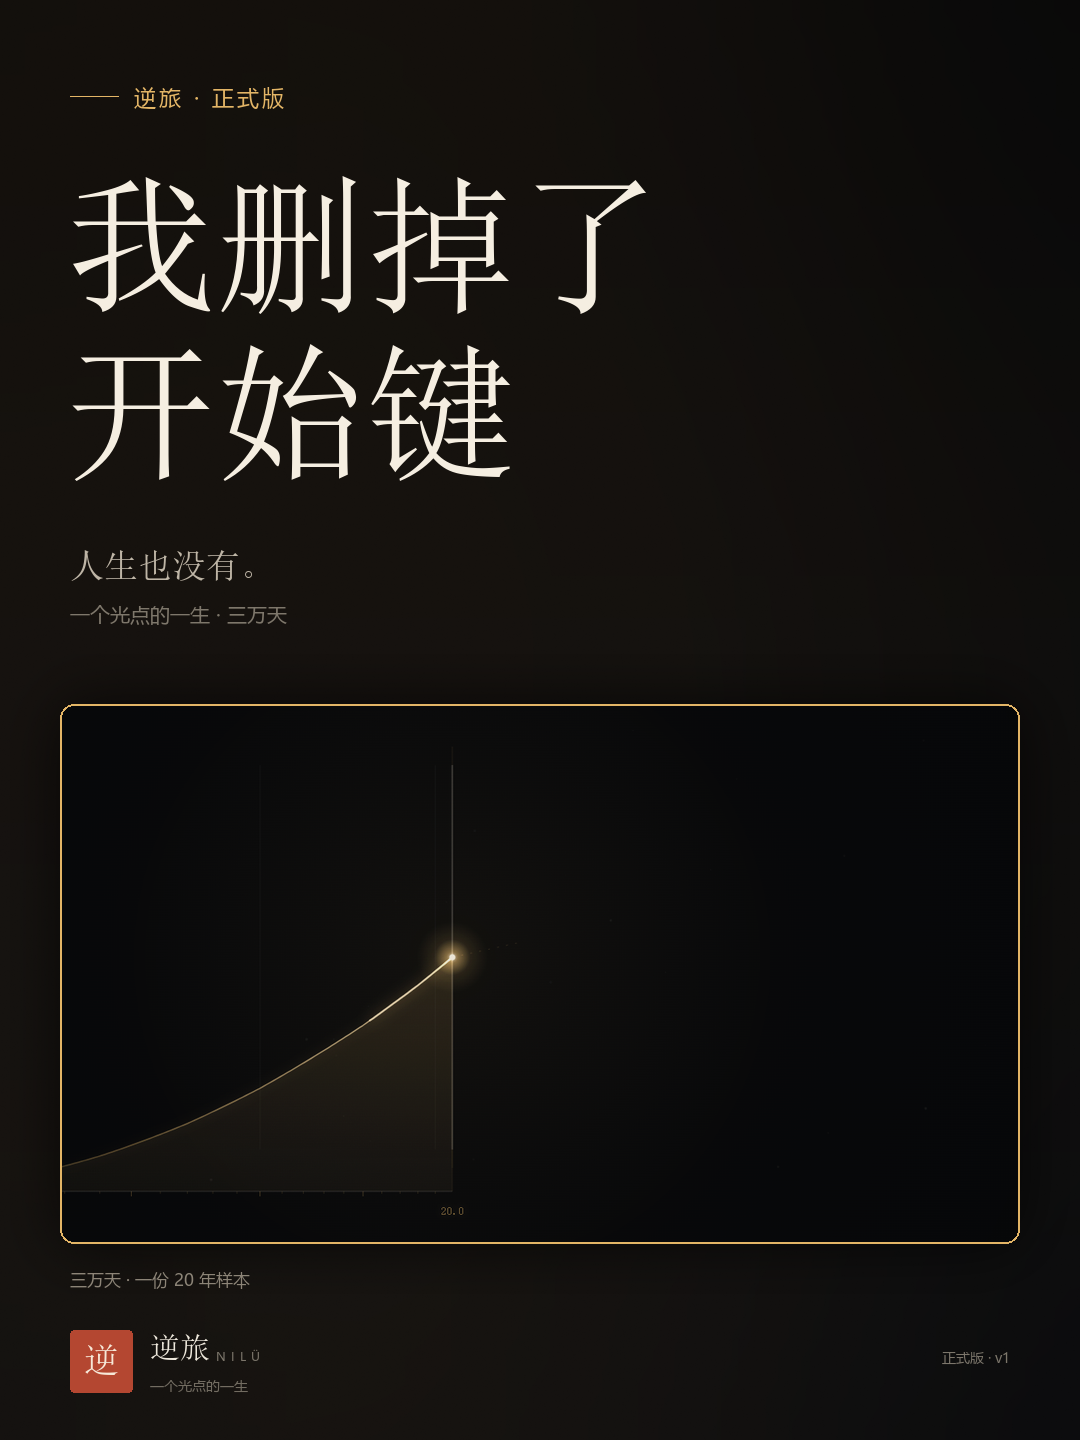 逆旅 · 正式版
我删掉了
开始键
人生也没有。
一个光点的一生 · 三万天
20.0
三万天 · 一份 20 年样本
逆
逆旅 NILÜ
一个光点的一生
正式版 · v1